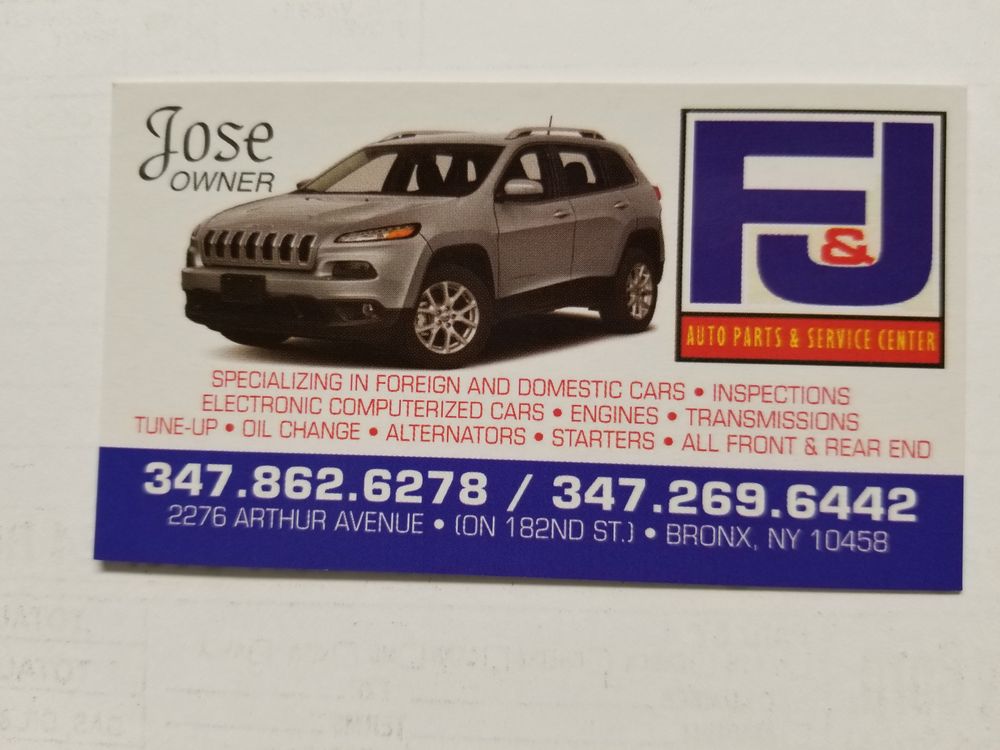 Jose
OWNER
F&J
AUTO PARTS & SERVICE CENTER
SPECIALIZING IN FOREIGN AND DOMESTIC CARS • INSPECTIONS
ELECTRONIC COMPUTERIZED CARS • ENGINES • TRANSMISSIONS
TUNE-UP • OIL CHANGE • ALTERNATORS • STARTERS • ALL FRONT & REAR END
347.862.6278 / 347.269.6442
2276 ARTHUR AVENUE • (ON 182ND ST.) • BRONX, NY 10458